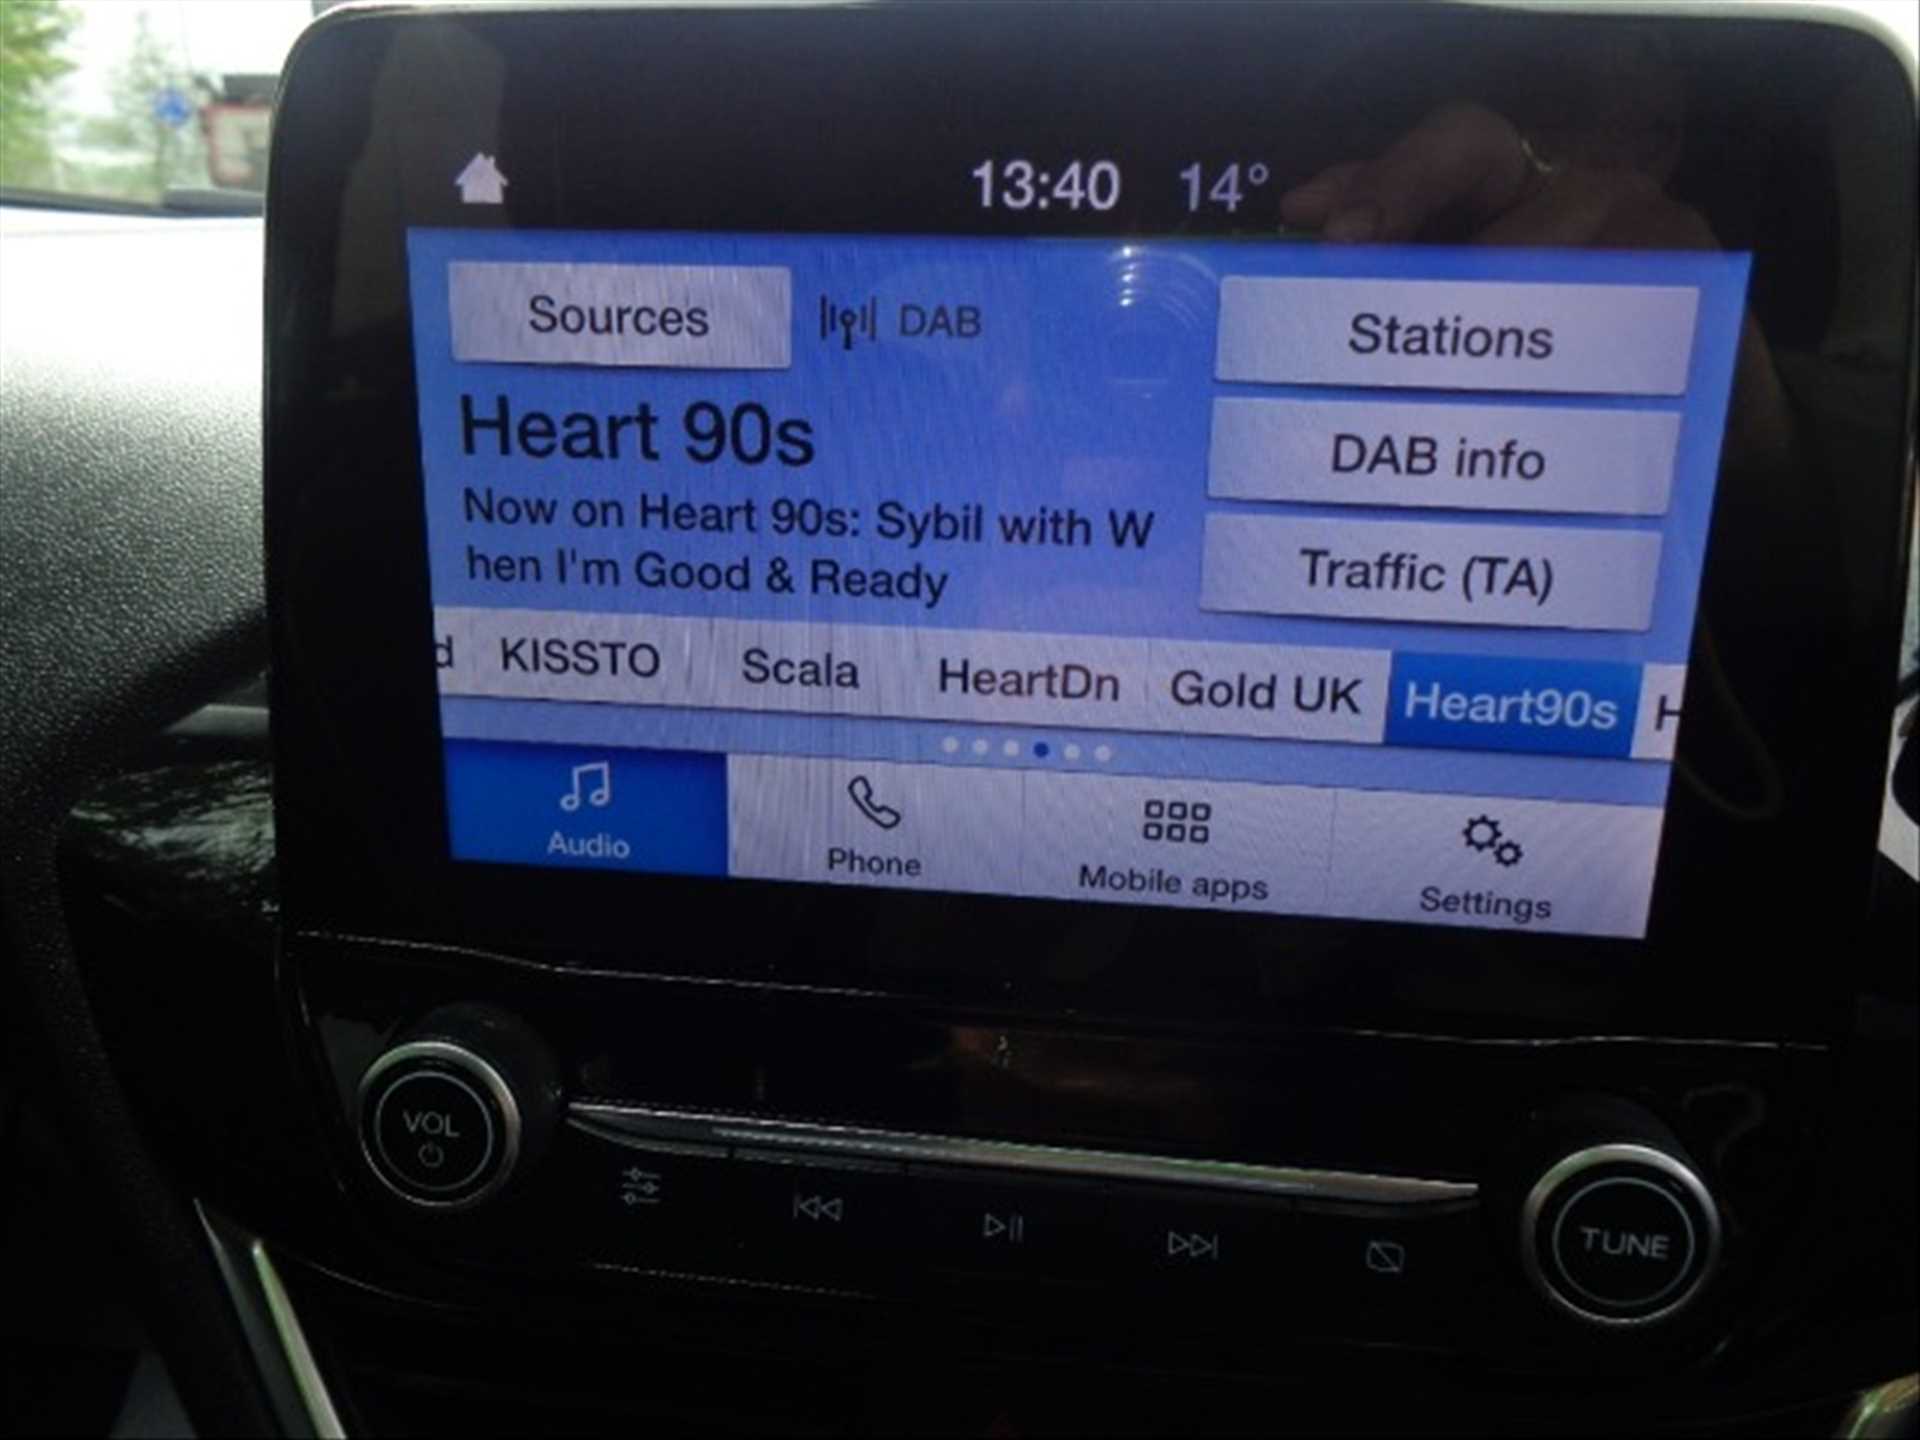 13:40 14°
Sources DAB Stations
Heart 90s
DAB info
Now on Heart 90s: Sybil with W
hen I'm Good & Ready
Traffic (TA)
d KISSTO Scala HeartDn Gold UK Heart90s H
Audio Phone Mobile apps Settings
VOL
TUNE